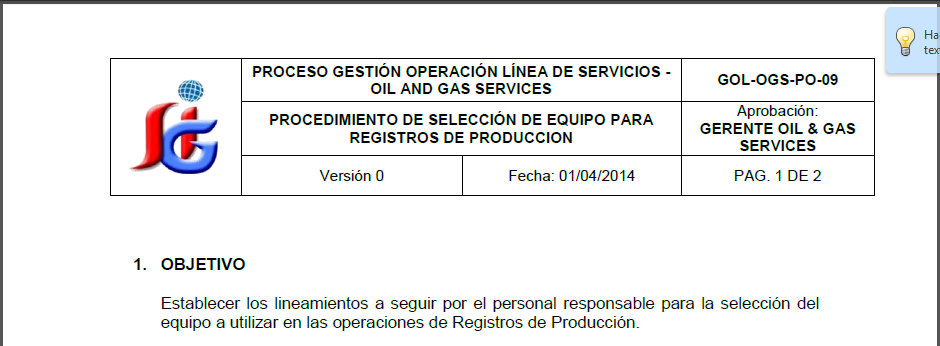 PROCESO GESTIÓN OPERACIÓN LÍNEA DE SERVICIOS -
OIL AND GAS SERVICES
GOL-OGS-PO-09
PROCEDIMIENTO DE SELECCIÓN DE EQUIPO PARA
REGISTROS DE PRODUCCION
Aprobación:
GERENTE OIL & GAS
SERVICES
Versión 0
Fecha: 01/04/2014
PAG. 1 DE 2
1. OBJETIVO
Establecer los lineamientos a seguir por el personal responsable para la selección del
equipo a utilizar en las operaciones de Registros de Producción.